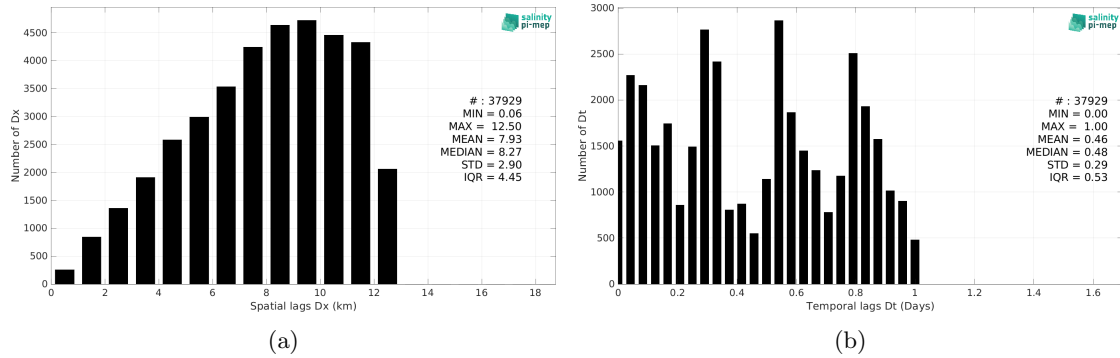 salinity
pi-mep
4500
4000
3500
3000
2500
2000
1500
1000
500
0
Number of Dx
# : 37929
MIN = 0.06
MAX = 12.50
MEAN = 7.93
MEDIAN = 8.27
STD = 2.90
IQR = 4.45
0 2 4 6 8 10 12 14 16 18
Spatial lags Dx (km)
(a)
salinity
pi-mep
3000
2500
2000
1500
1000
500
0
Number of Dt
# : 37929
MIN = 0.00
MAX = 1.00
MEAN = 0.46
MEDIAN = 0.48
STD = 0.29
IQR = 0.53
0 0.2 0.4 0.6 0.8 1 1.2 1.4 1.6
Temporal lags Dt (Days)
(b)